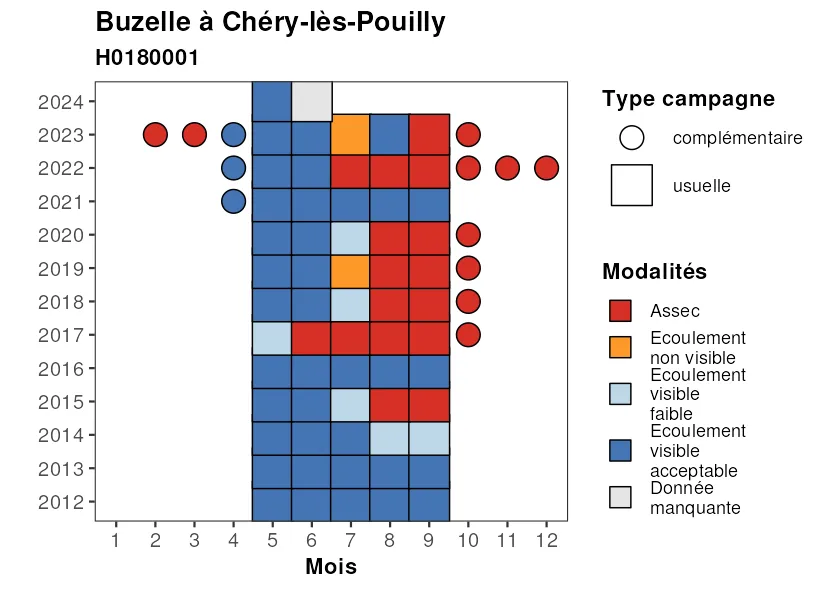 Buzelle à Chéry-lès-Pouilly
H0180001
2024
2023
2022
2021
2020
2019
2018
2017
2016
2015
2014
2013
2012
1 2 3 4 5 6 7 8 9 10 11 12
Mois
Type campagne
complémentaire
usuelle
Modalités
Assec
Ecoulement
non visible
Ecoulement
visible
faible
Ecoulement
visible
acceptable
Donnée
manquante